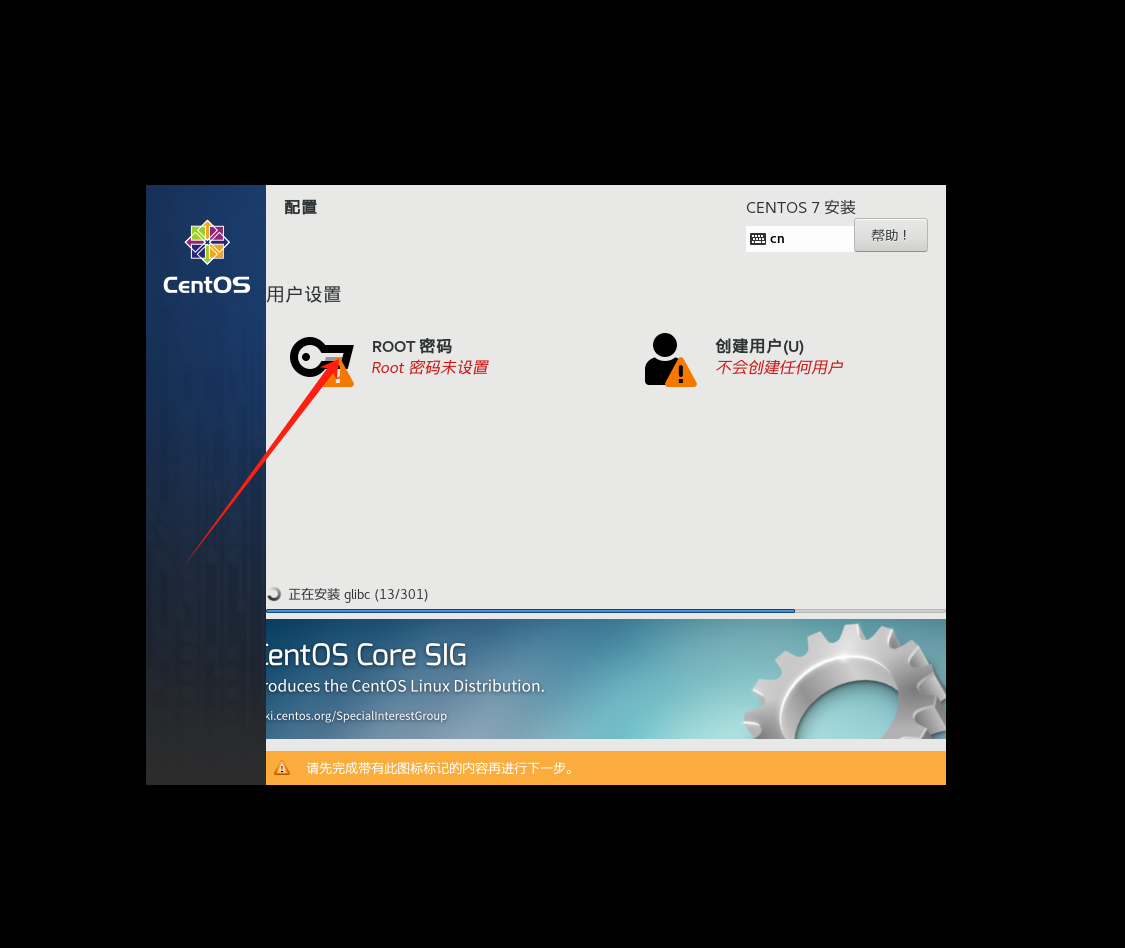 CentOS
配置
CENTOS 7 安装
cn
帮助！
用户设置
ROOT 密码
Root 密码未设置
创建用户(U)
不会创建任何用户
正在安装 glibc (13/301)
entOS Core SIG
roduces the CentOS Linux Distribution.
ki.centos.org/SpecialInterestGroup
请先完成带有此图标标记的内容再进行下一步。